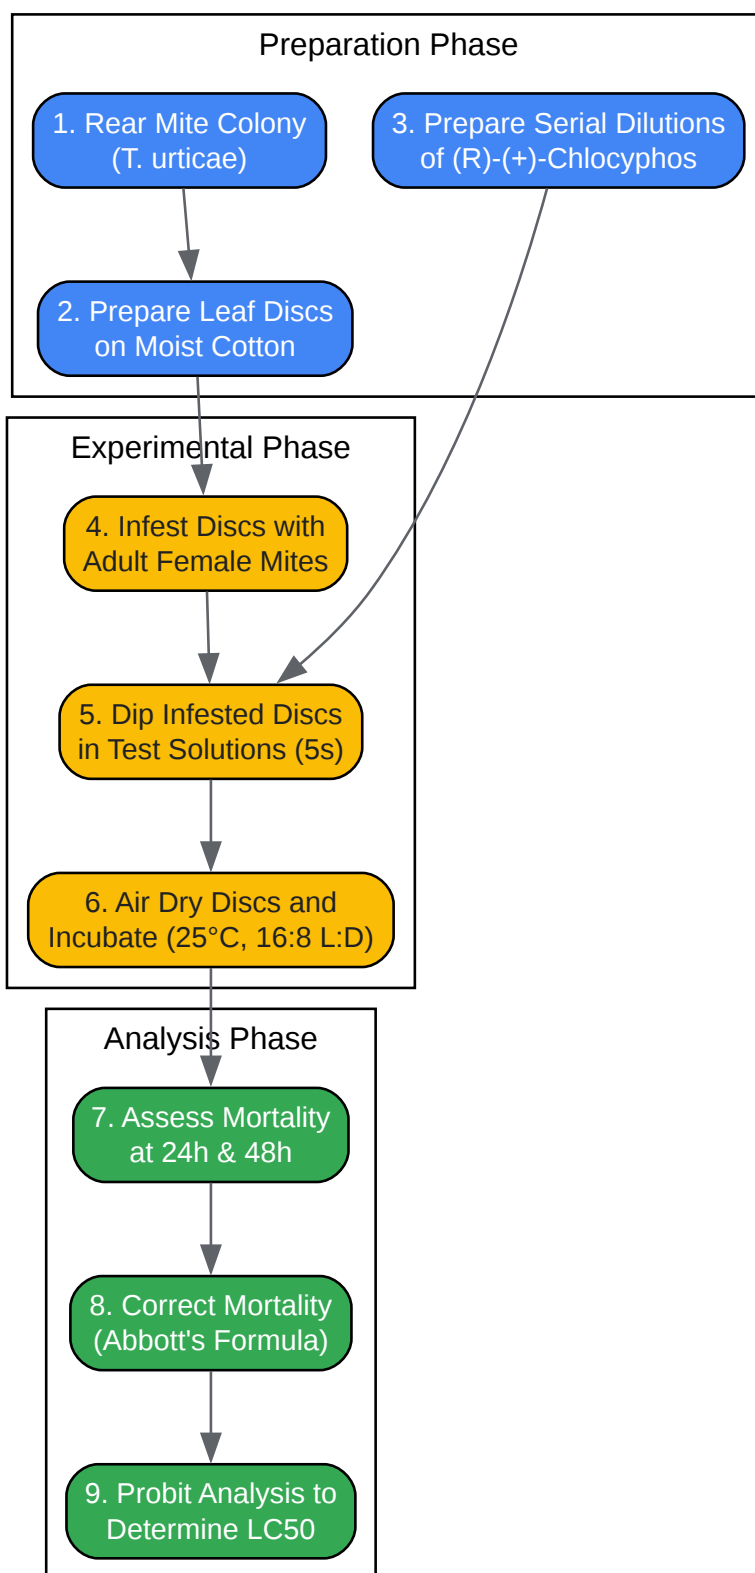 Preparation Phase
1. Rear Mite Colony
(T. urticae)
3. Prepare Serial Dilutions
of (R)-(+)-Chlocyphos
2. Prepare Leaf Discs
on Moist Cotton
Experimental Phase
4. Infest Discs with
Adult Female Mites
5. Dip Infested Discs
in Test Solutions (5s)
6. Air Dry Discs and
Incubate (25°C, 16:8 L:D)
Analysis Phase
7. Assess Mortality
at 24h & 48h
8. Correct Mortality
(Abbott's Formula)
9. Probit Analysis to
Determine LC50